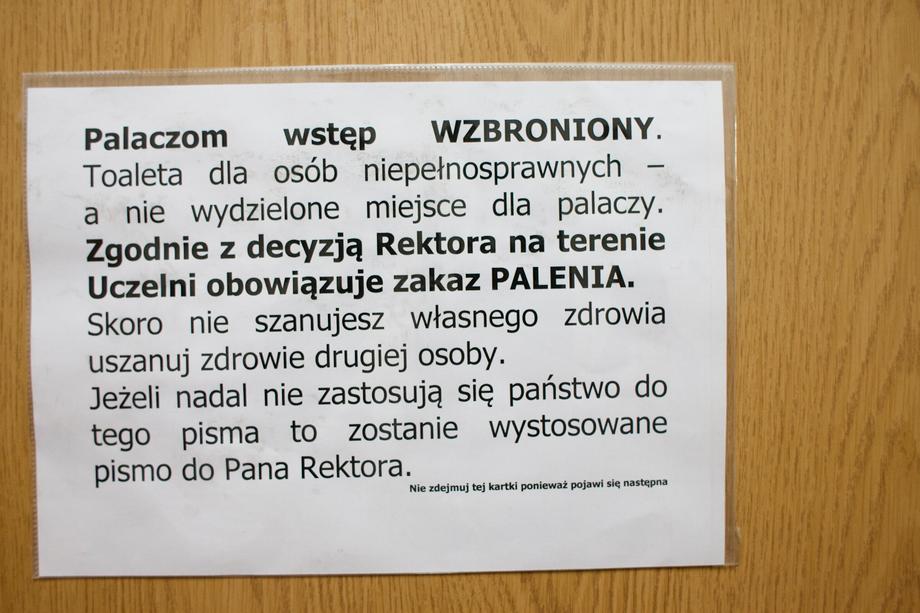 Palaczom wstęp WZBRONIONY.
Toaleta dla osób niepełnosprawnych –
a nie wydzielone miejsce dla palaczy.
Zgodnie z decyzją Rektora na terenie
Uczelni obowiązuje zakaz PALENIA.
Skoro nie szanujesz własnego zdrowia
uszanuj zdrowie drugiej osoby.
Jeżeli nadal nie zastosują się państwo do
tego pisma to zostanie wystosowane
pismo do Pana Rektora.
Nie zdejmuj tej kartki ponieważ pojawi się następna